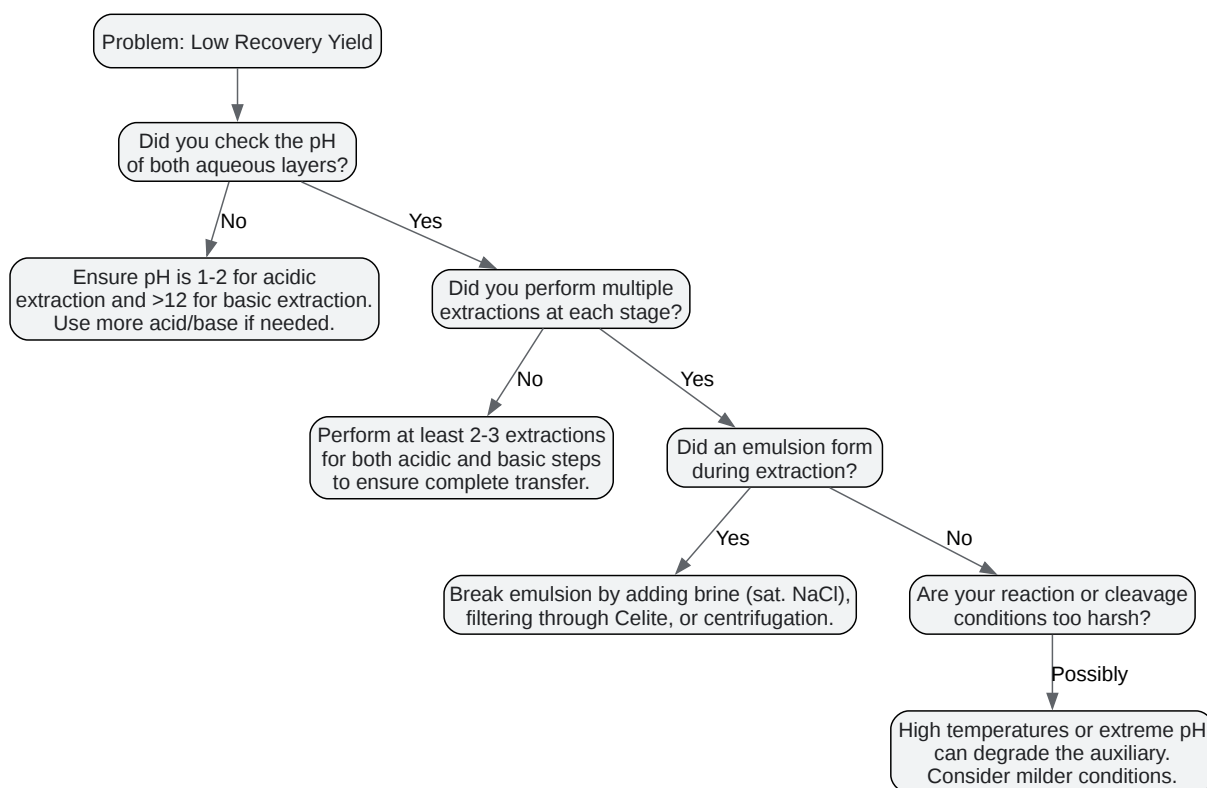 Problem: Low Recovery Yield
Did you check the pH
of both aqueous layers?
No
Yes
Ensure pH is 1-2 for acidic
extraction and >12 for basic extraction.
Use more acid/base if needed.
Did you perform multiple
extractions at each stage?
No
Yes
Perform at least 2-3 extractions
for both acidic and basic steps
to ensure complete transfer.
Did an emulsion form
during extraction?
Yes
No
Break emulsion by adding brine (sat. NaCl),
filtering through Celite, or centrifugation.
Are your reaction or cleavage
conditions too harsh?
Possibly
High temperatures or extreme pH
can degrade the auxiliary.
Consider milder conditions.